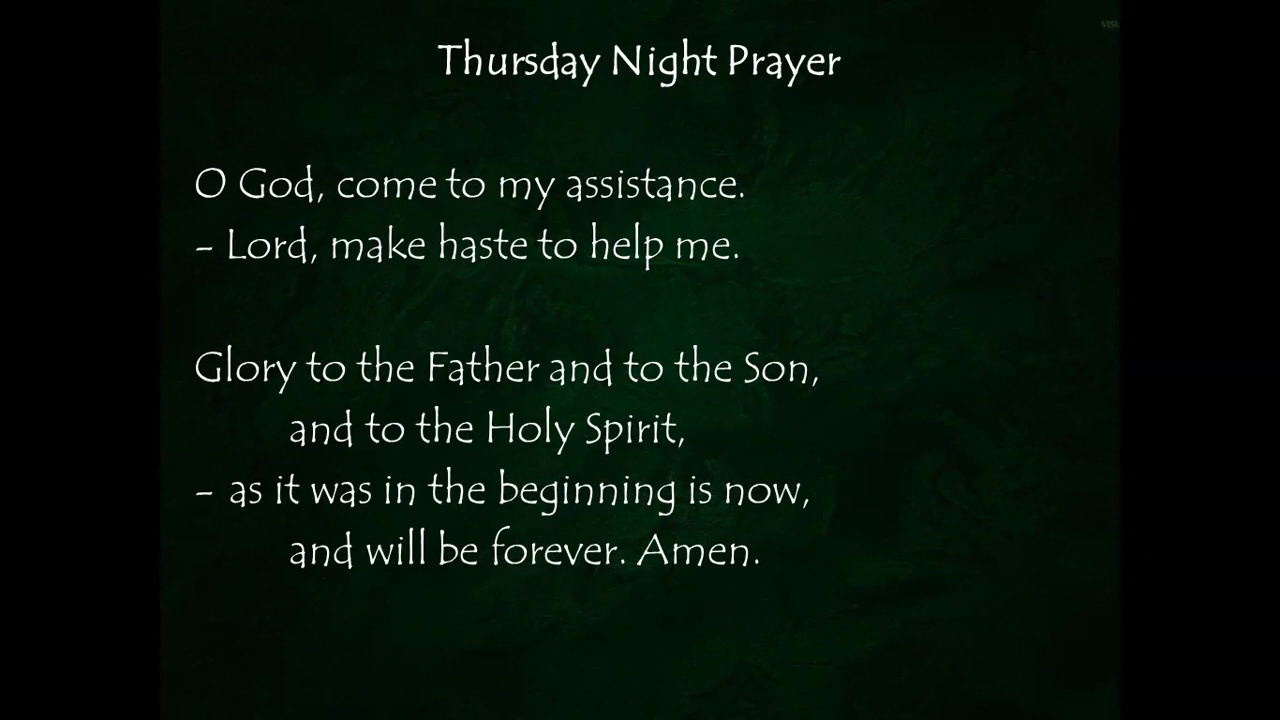 Thursday Night Prayer
O God, come to my assistance.
- Lord, make haste to help me.
Glory to the Father and to the Son,
and to the Holy Spirit,
- as it was in the beginning is now,
and will be forever. Amen.